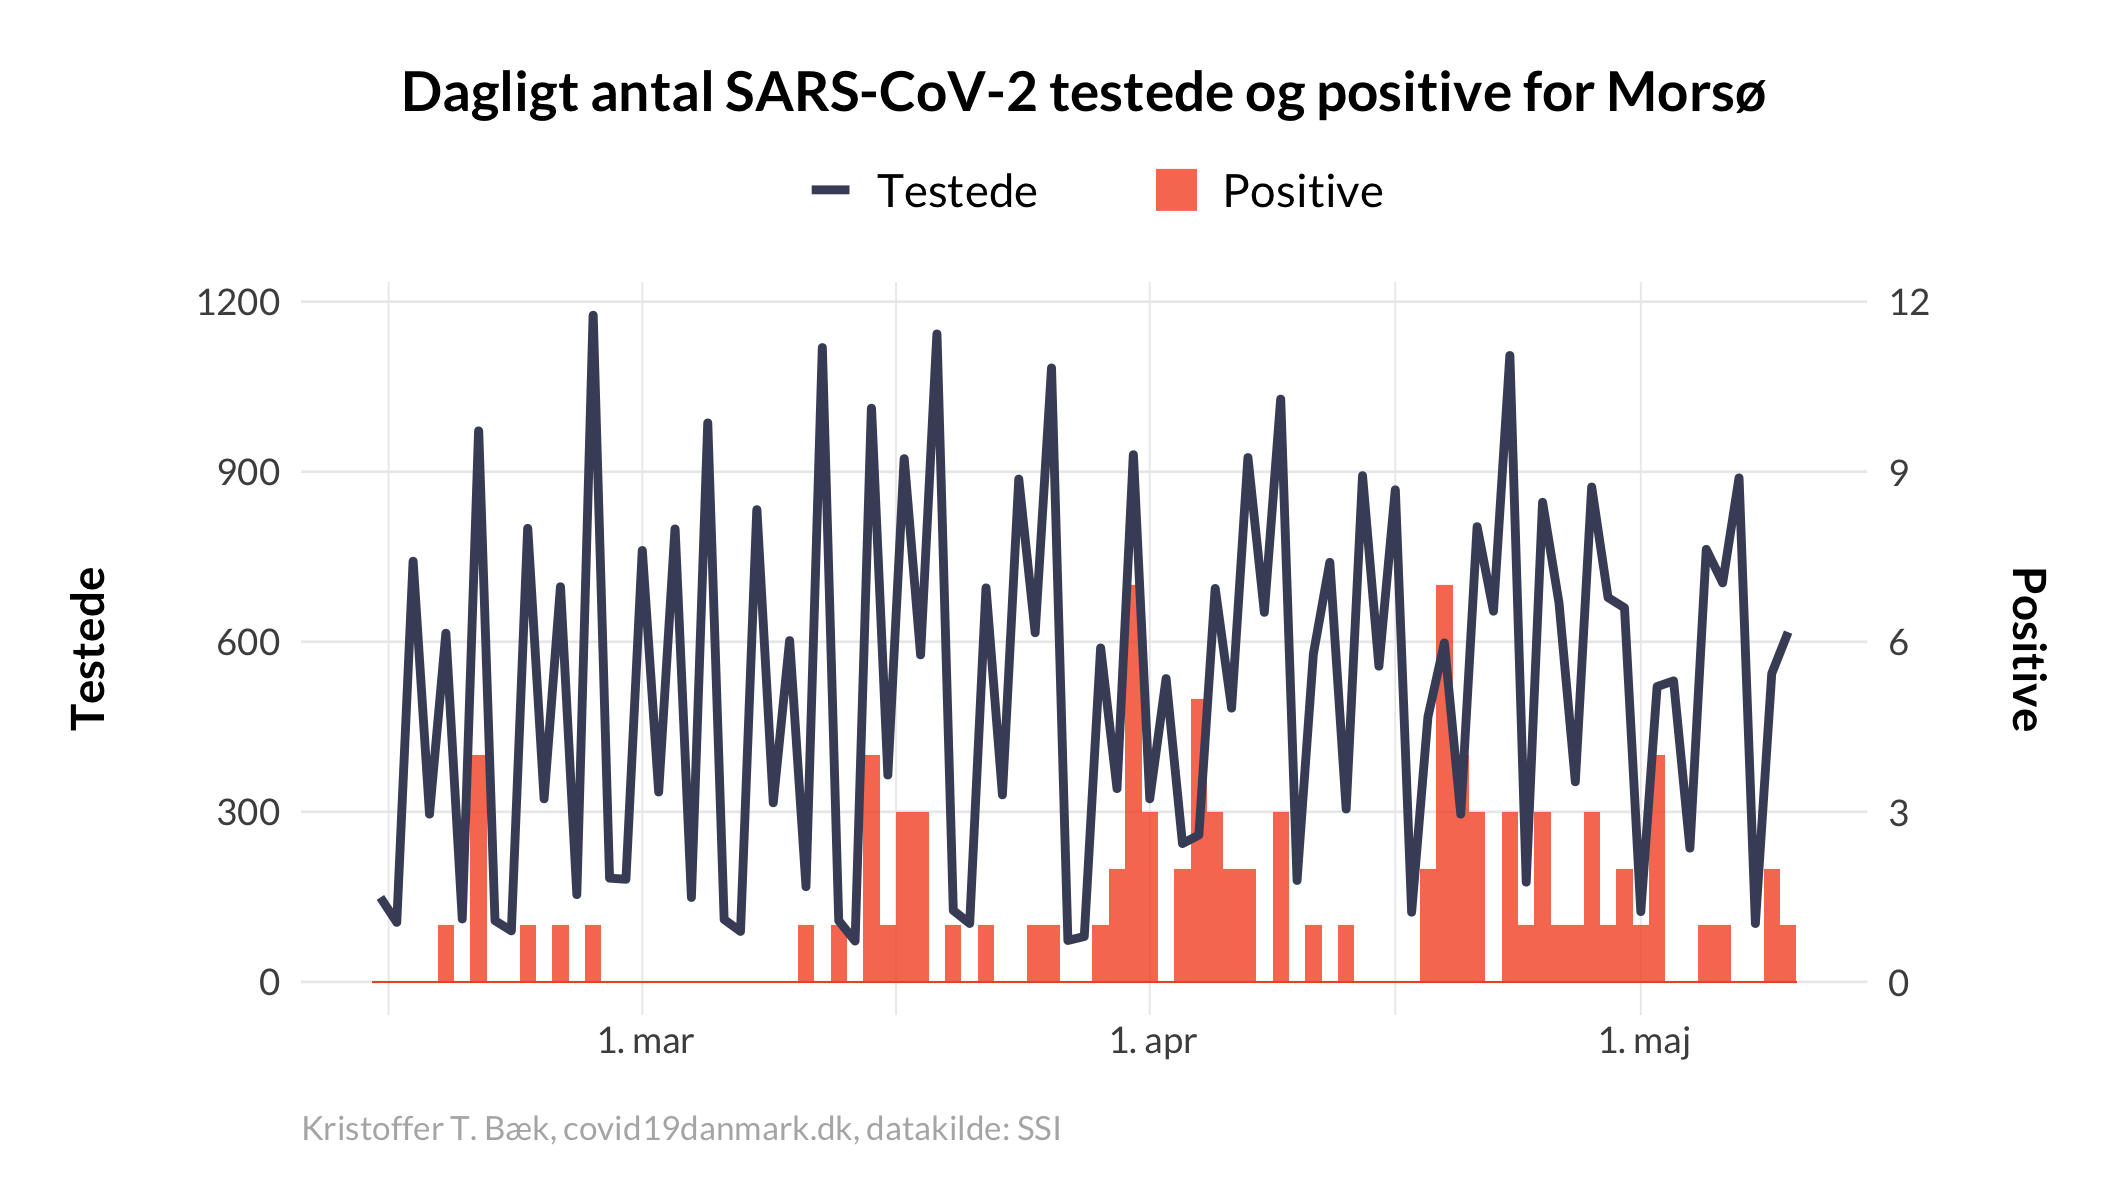 Dagligt antal SARS-CoV-2 testede og positive for Morsø
Testede Positive
1200 12
900 9
600 6
300 3
0 0
Testede
Positive
1. mar 1. apr 1. maj
Kristoffer T. Bæk, covid19danmark.dk, datakilde: SSI